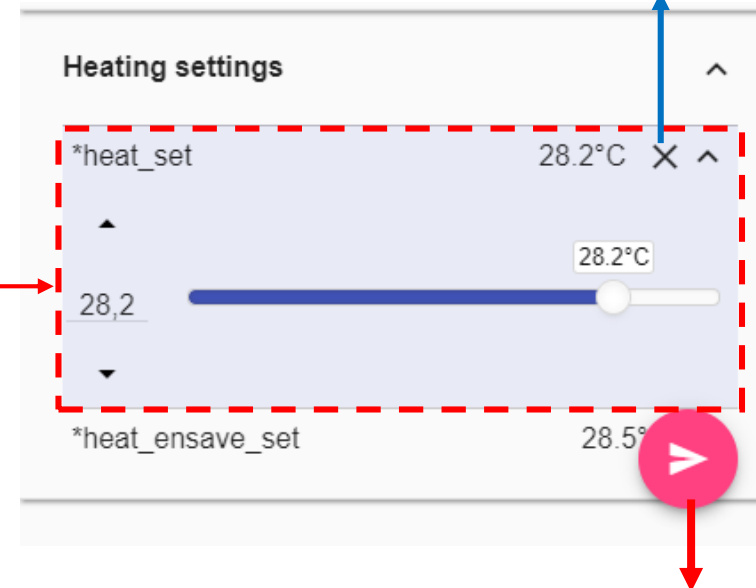 Heating settings
*heat_set 28.2°C
28.2°C
28,2
*heat_ensave_set 28.5°